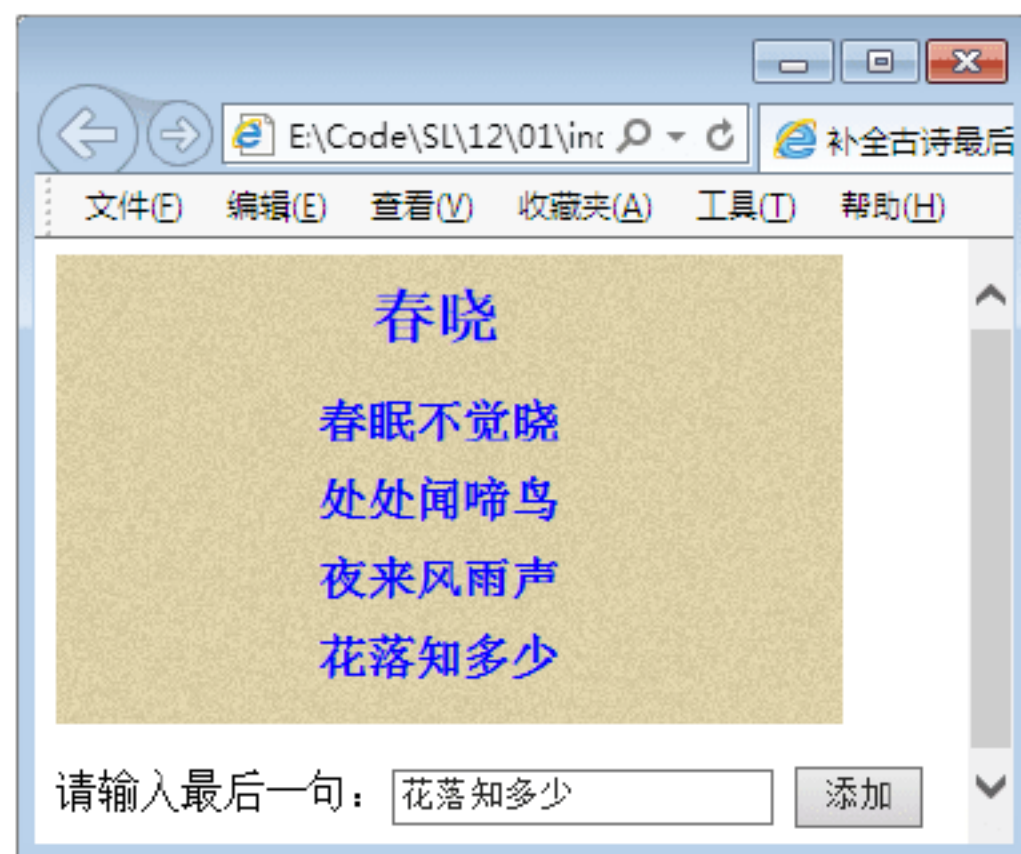 E:\Code\SL\12\01\inc
补全古诗最后
文件(F) 编辑(E) 查看(V) 收藏夹(A) 工具(T) 帮助(H)
春晓
春眠不觉晓
处处闻啼鸟
夜来风雨声
花落知多少
请输入最后一句： 花落知多少 添加